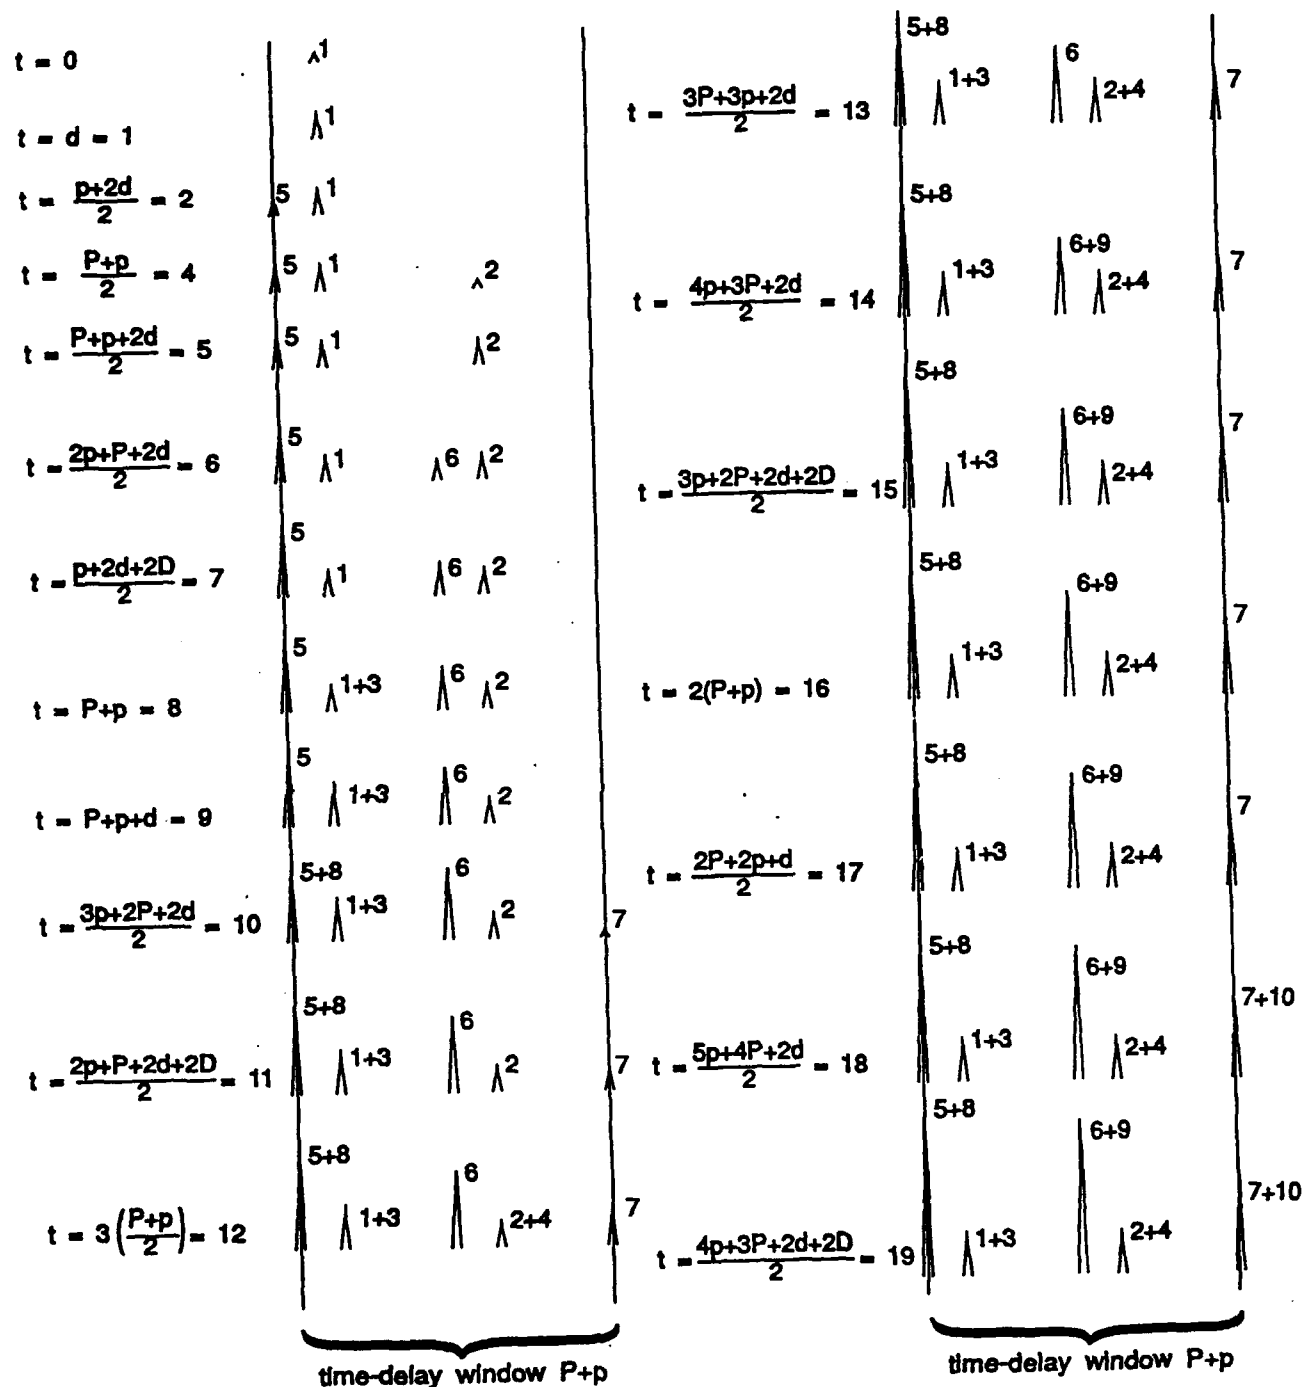 t = 0 1
t = d = 1 1
t = p+2d/2 = 2 5 1
t = P+p/2 = 4 5 1 2
t = P+p+2d/2 = 5 5 1 2
t = 2p+P+2d/2 = 6 5 1 6 2
t = p+2d+2D/2 = 7 5 1 6 2
t = P+p = 8 5 1+3 6 2
t = P+p+d = 9 5 1+3 6 2
t = 3p+2P+2d/2 = 10 5+8 1+3 6 2 7
t = 2p+P+2d+2D/2 = 11 5+8 1+3 6 2 7
t = 3(P+p/2) = 12 5+8 1+3 6 2+4 7
time-delay window P+p
t = 3P+3p+2d/2 = 13 5+8 1+3 6 2+4 7
t = 4p+3P+2d/2 = 14 5+8 1+3 6+9 2+4 7
t = 3p+2P+2d+2D/2 = 15 5+8 1+3 6+9 2+4 7
t = 2(P+p) = 16 5+8 1+3 6+9 2+4 7
t = 2P+2p+d/2 = 17 5+8 1+3 6+9 2+4 7
t = 5p+4P+2d/2 = 18 5+8 1+3 6+9 2+4 7+10
t = 4p+3P+2d+2D/2 = 19 5+8 1+3 6+9 2+4 7+10
time-delay window P+p